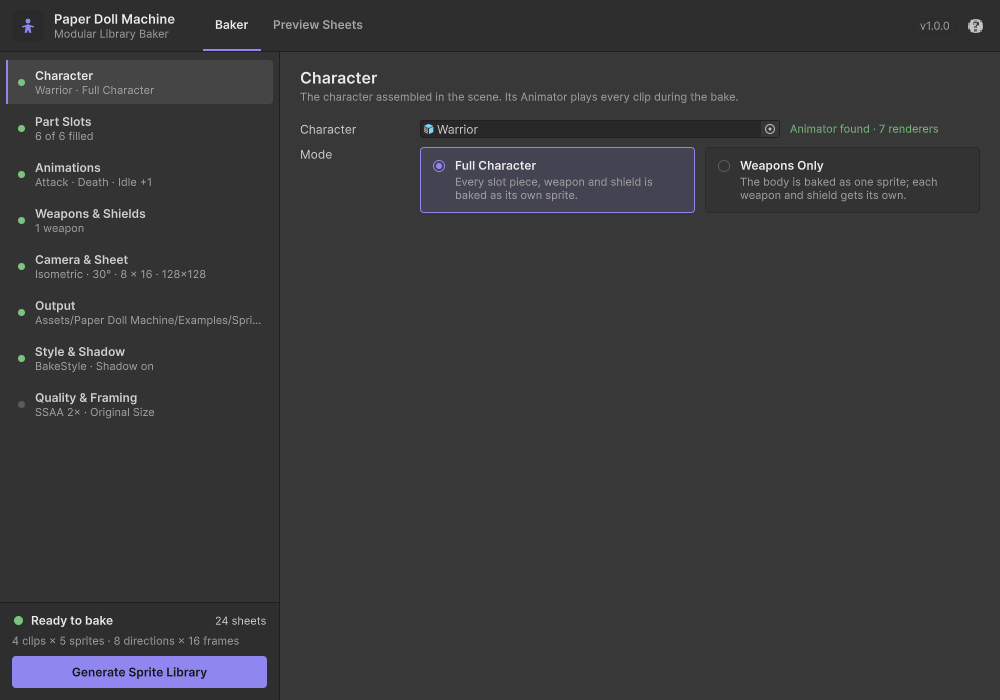 Paper Doll Machine
Modular Library Baker
Baker
Preview Sheets
v1.0.0
?
Character
Warrior · Full Character
Part Slots
6 of 6 filled
Animations
Attack · Death · Idle +1
Weapons & Shields
1 weapon
Camera & Sheet
Isometric · 30° · 8 × 16 · 128×128
Output
Assets/Paper Doll Machine/Examples/Spri...
Style & Shadow
BakeStyle · Shadow on
Quality & Framing
SSAA 2× · Original Size
Ready to bake
24 sheets
4 clips × 5 sprites · 8 directions × 16 frames
Generate Sprite Library
Character
The character assembled in the scene. Its Animator plays every clip during the bake.
Character
Warrior
Animator found · 7 renderers
Mode
Full Character
Every slot piece, weapon and shield is
baked as its own sprite.
Weapons Only
The body is baked as one sprite; each
weapon and shield gets its own.